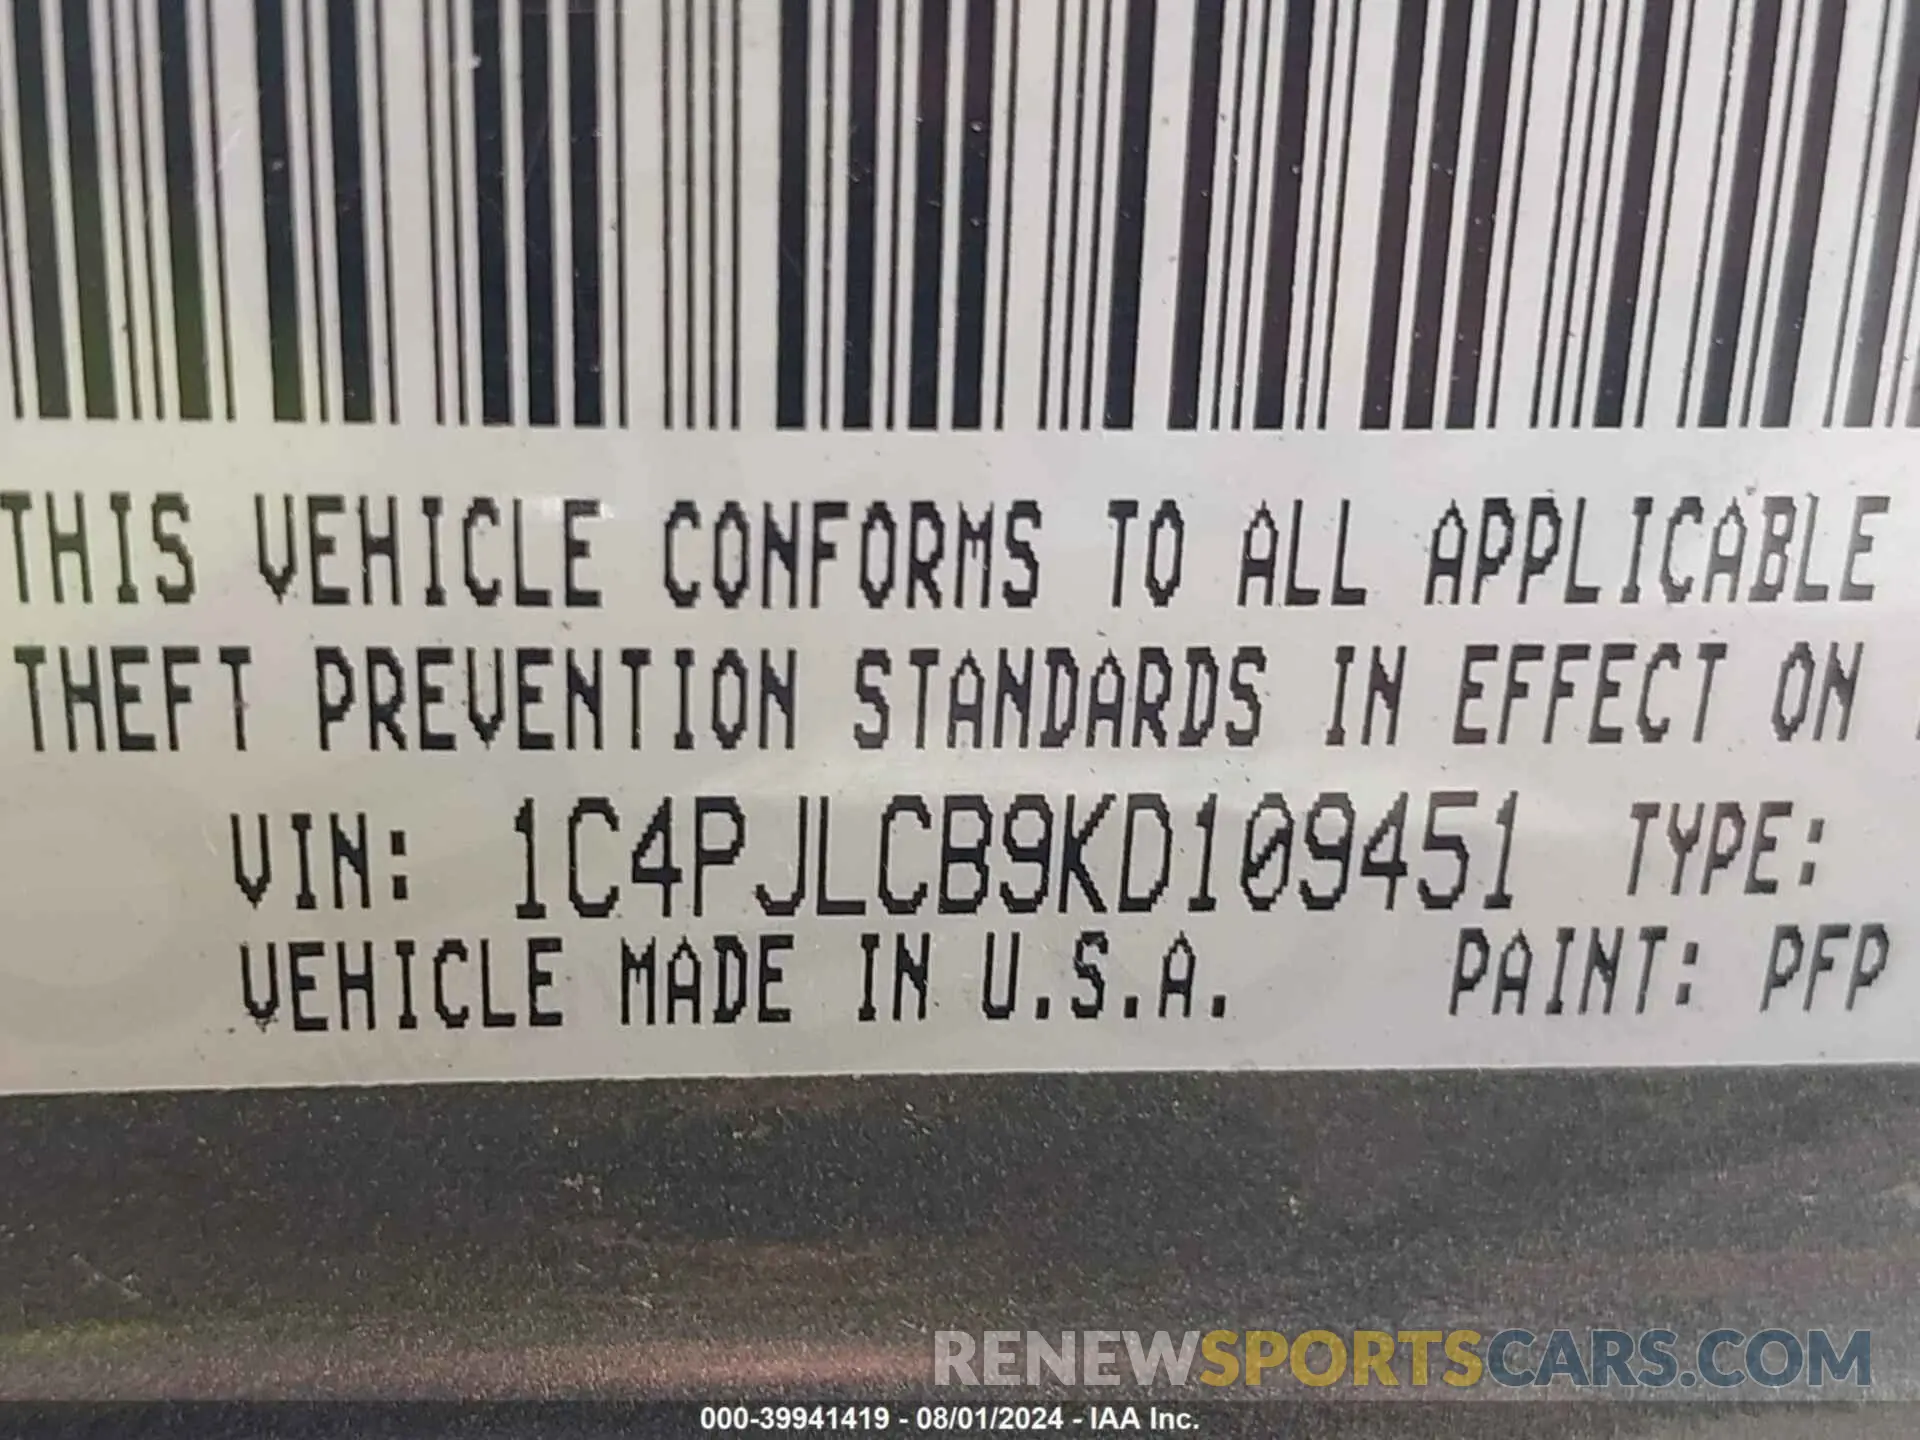 THIS VEHICLE CONFORMS TO ALL APPLICABLE
THEFT PREVENTION STANDARDS IN EFFECT ON
VIN: 1C4PJLCB9KD109451 TYPE:
VEHICLE MADE IN U.S.A. PAINT: PFP
RENEWSPORTSCARS.COM
000-39941419 - 08/01/2024 - IAA Inc.